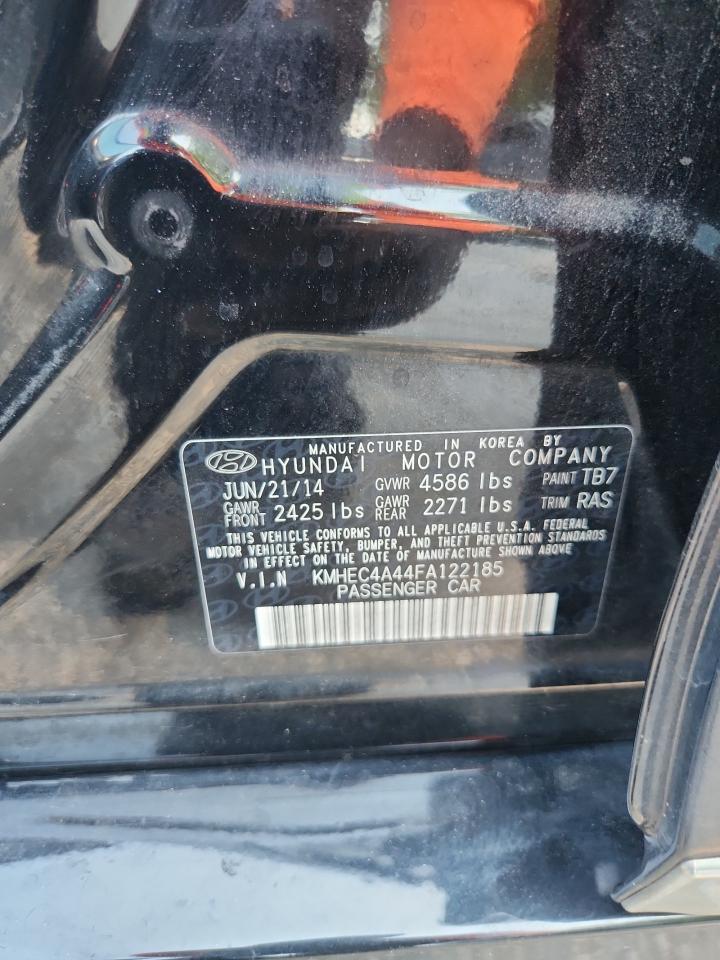 MANUFACTURED IN KOREA BY
HYUNDAI MOTOR COMPANY
JUN/21/14 GVWR 4586 lbs PAINT TB7
GAWR FRONT 2425 lbs GAWR REAR 2271 lbs TRIM RAS
THIS VEHICLE CONFORMS TO ALL APPLICABLE U.S.A. FEDERAL
MOTOR VEHICLE SAFETY, BUMPER, AND THEFT PREVENTION STANDARDS
IN EFFECT ON THE DATE OF MANUFACTURE SHOWN ABOVE
V.I.N KMHEC4A44FA122185
PASSENGER CAR